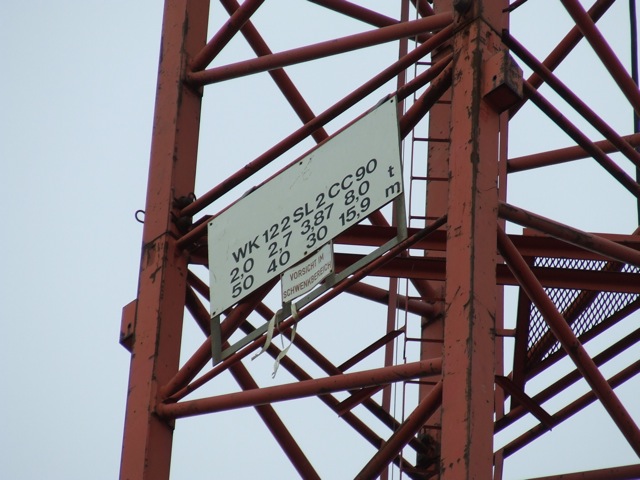 WK 122 SL 2 CC 90
2,0 2,7 3,87 8,0 t
50 40 30 15,9 m
VORSICHT IM
SCHWENKBEREICH